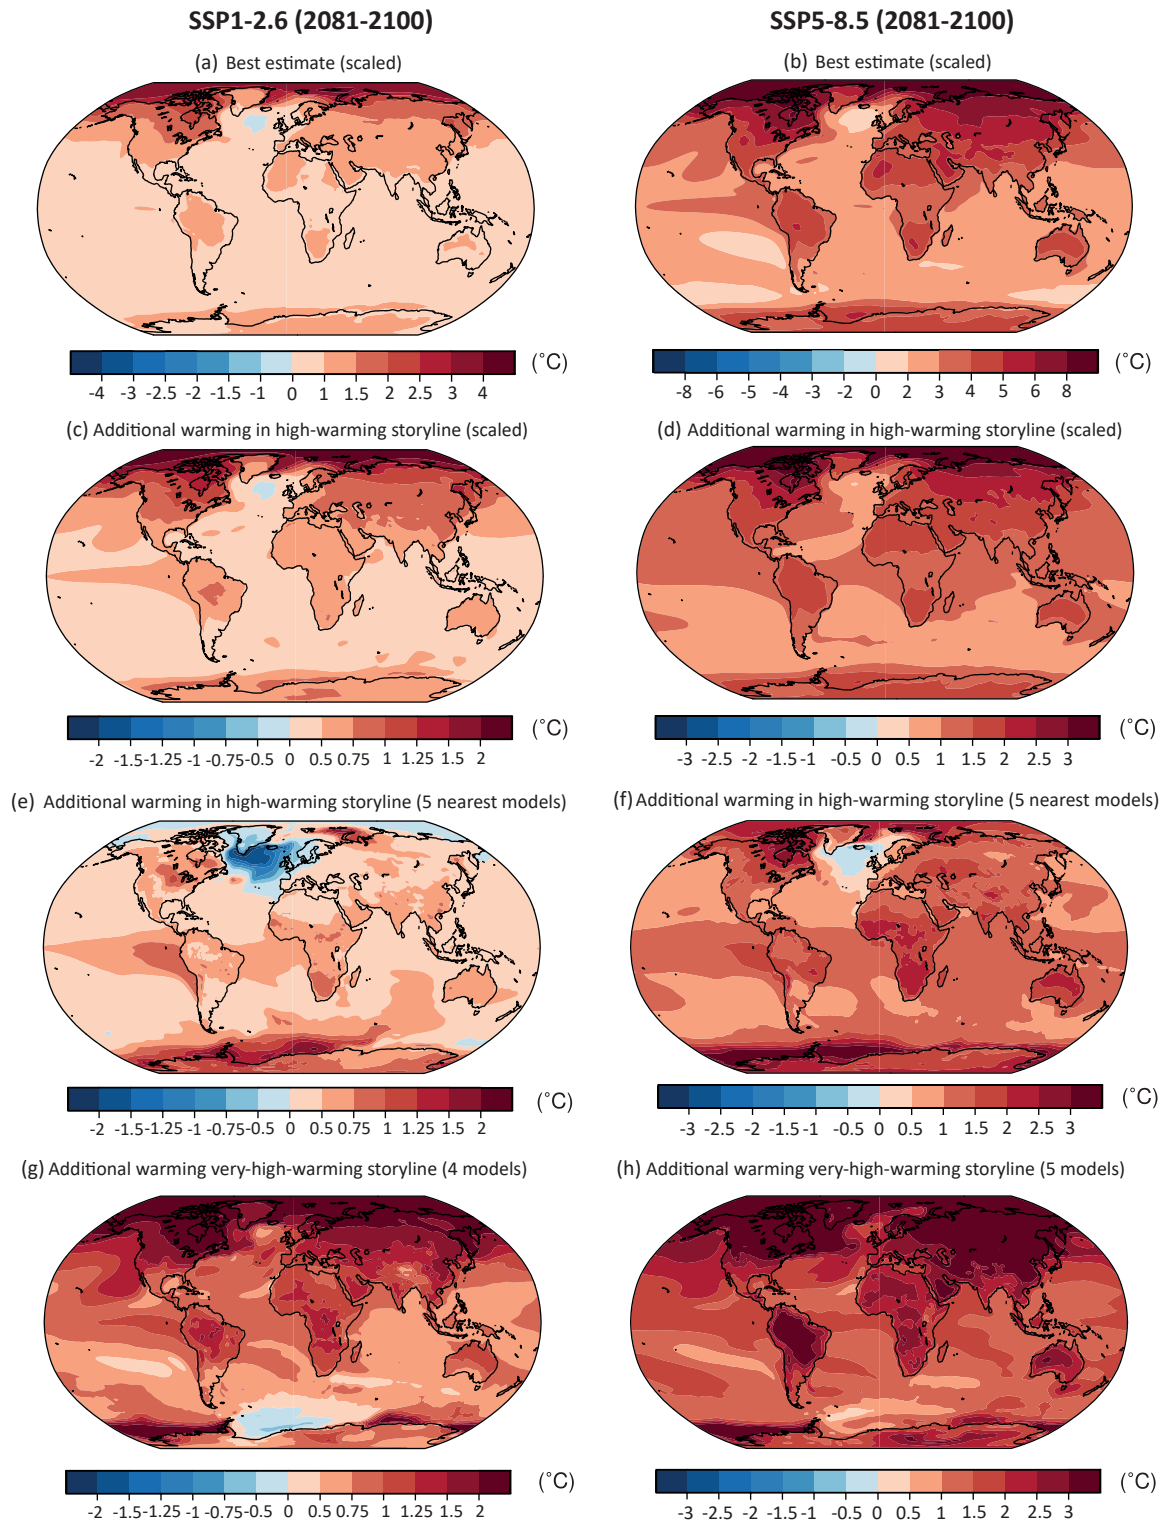 SSP1-2.6 (2081-2100) SSP5-8.5 (2081-2100)
(a) Best estimate (scaled) (b) Best estimate (scaled)
(˚C) (˚C)
-4 -3 -2.5 -2 -1.5 -1 0 1 1.5 2 2.5 3 4 -8 -6 -5 -4 -3 -2 0 2 3 4 5 6 8
(c) Additional warming in high-warming storyline (scaled) (d) Additional warming in high-warming storyline (scaled)
(˚C) (˚C)
-2 -1.5 -1.25 -1 -0.75 -0.5 0 0.5 0.75 1 1.25 1.5 2 -3 -2.5 -2 -1.5 -1 -0.5 0 0.5 1 1.5 2 2.5 3
(e) Additional warming in high-warming storyline (5 nearest models) (f) Additional warming in high-warming storyline (5 nearest models)
(˚C) (˚C)
-2 -1.5 -1.25 -1 -0.75 -0.5 0 0.5 0.75 1 1.25 1.5 2 -3 -2.5 -2 -1.5 -1 -0.5 0 0.5 1 1.5 2 2.5 3
(g) Additional warming very-high-warming storyline (4 models) (h) Additional warming very-high-warming storyline (5 models)
(˚C) (˚C)
-2 -1.5 -1.25 -1 -0.75 -0.5 0 0.5 0.75 1 1.25 1.5 2 -3 -2.5 -2 -1.5 -1 -0.5 0 0.5 1 1.5 2 2.5 3